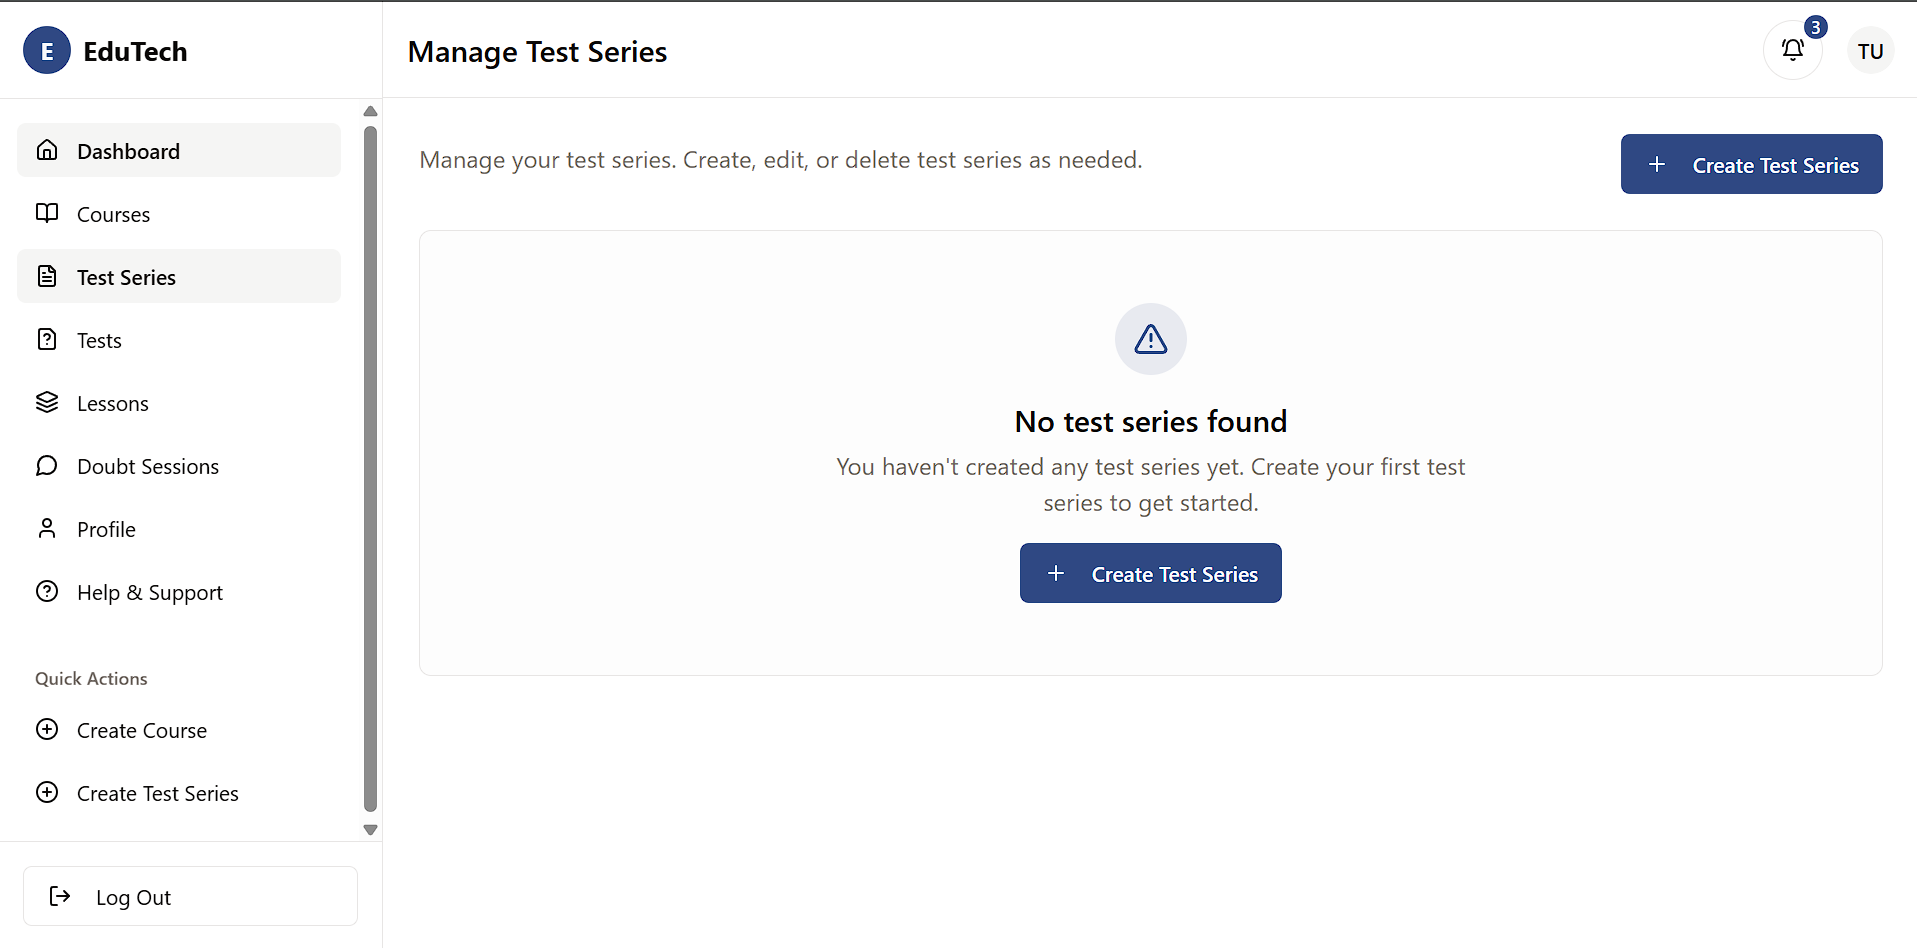 E EduTech
Manage Test Series
3
TU
Dashboard
Courses
Test Series
Tests
Lessons
Doubt Sessions
Profile
Help & Support
Quick Actions
Create Course
Create Test Series
Log Out
Manage your test series. Create, edit, or delete test series as needed.
+ Create Test Series
No test series found
You haven't created any test series yet. Create your first test
series to get started.
+ Create Test Series